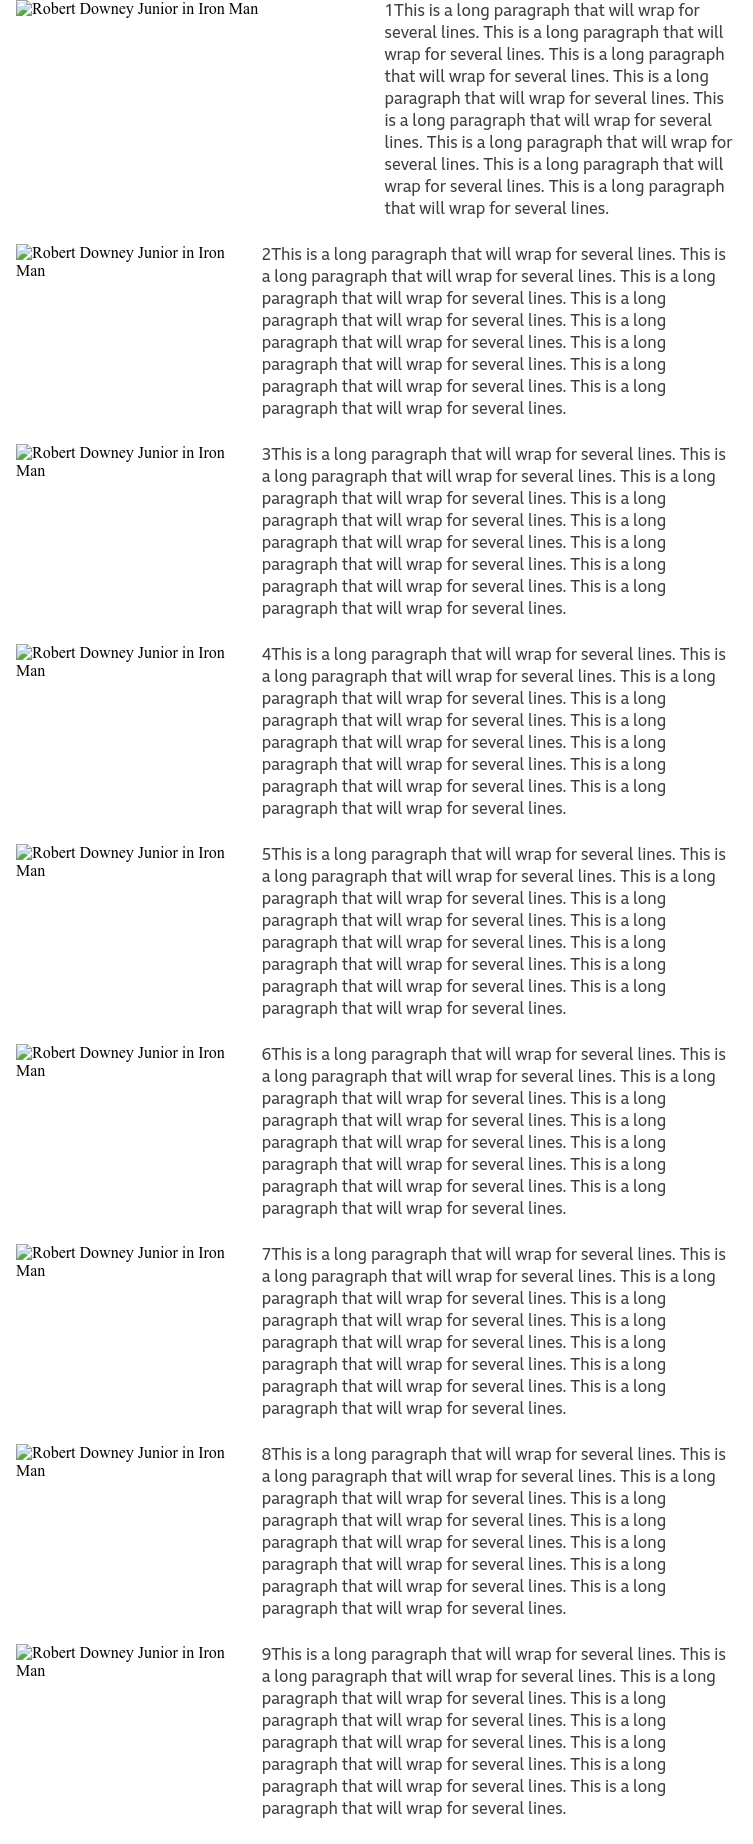 Robert Downey Junior in Iron Man
1This is a long paragraph that will wrap for
several lines. This is a long paragraph that will
wrap for several lines. This is a long paragraph
that will wrap for several lines. This is a long
paragraph that will wrap for several lines. This
is a long paragraph that will wrap for several
lines. This is a long paragraph that will wrap for
several lines. This is a long paragraph that will
wrap for several lines. This is a long paragraph
that will wrap for several lines.
Robert Downey Junior in Iron
Man
2This is a long paragraph that will wrap for several lines. This is
a long paragraph that will wrap for several lines. This is a long
paragraph that will wrap for several lines. This is a long
paragraph that will wrap for several lines. This is a long
paragraph that will wrap for several lines. This is a long
paragraph that will wrap for several lines. This is a long
paragraph that will wrap for several lines. This is a long
paragraph that will wrap for several lines.
Robert Downey Junior in Iron
Man
3This is a long paragraph that will wrap for several lines. This is
a long paragraph that will wrap for several lines. This is a long
paragraph that will wrap for several lines. This is a long
paragraph that will wrap for several lines. This is a long
paragraph that will wrap for several lines. This is a long
paragraph that will wrap for several lines. This is a long
paragraph that will wrap for several lines. This is a long
paragraph that will wrap for several lines.
Robert Downey Junior in Iron
Man
4This is a long paragraph that will wrap for several lines. This is
a long paragraph that will wrap for several lines. This is a long
paragraph that will wrap for several lines. This is a long
paragraph that will wrap for several lines. This is a long
paragraph that will wrap for several lines. This is a long
paragraph that will wrap for several lines. This is a long
paragraph that will wrap for several lines. This is a long
paragraph that will wrap for several lines.
Robert Downey Junior in Iron
Man
5This is a long paragraph that will wrap for several lines. This is
a long paragraph that will wrap for several lines. This is a long
paragraph that will wrap for several lines. This is a long
paragraph that will wrap for several lines. This is a long
paragraph that will wrap for several lines. This is a long
paragraph that will wrap for several lines. This is a long
paragraph that will wrap for several lines. This is a long
paragraph that will wrap for several lines.
Robert Downey Junior in Iron
Man
6This is a long paragraph that will wrap for several lines. This is
a long paragraph that will wrap for several lines. This is a long
paragraph that will wrap for several lines. This is a long
paragraph that will wrap for several lines. This is a long
paragraph that will wrap for several lines. This is a long
paragraph that will wrap for several lines. This is a long
paragraph that will wrap for several lines. This is a long
paragraph that will wrap for several lines.
Robert Downey Junior in Iron
Man
7This is a long paragraph that will wrap for several lines. This is
a long paragraph that will wrap for several lines. This is a long
paragraph that will wrap for several lines. This is a long
paragraph that will wrap for several lines. This is a long
paragraph that will wrap for several lines. This is a long
paragraph that will wrap for several lines. This is a long
paragraph that will wrap for several lines. This is a long
paragraph that will wrap for several lines.
Robert Downey Junior in Iron
Man
8This is a long paragraph that will wrap for several lines. This is
a long paragraph that will wrap for several lines. This is a long
paragraph that will wrap for several lines. This is a long
paragraph that will wrap for several lines. This is a long
paragraph that will wrap for several lines. This is a long
paragraph that will wrap for several lines. This is a long
paragraph that will wrap for several lines. This is a long
paragraph that will wrap for several lines.
Robert Downey Junior in Iron
Man
9This is a long paragraph that will wrap for several lines. This is
a long paragraph that will wrap for several lines. This is a long
paragraph that will wrap for several lines. This is a long
paragraph that will wrap for several lines. This is a long
paragraph that will wrap for several lines. This is a long
paragraph that will wrap for several lines. This is a long
paragraph that will wrap for several lines. This is a long
paragraph that will wrap for several lines.